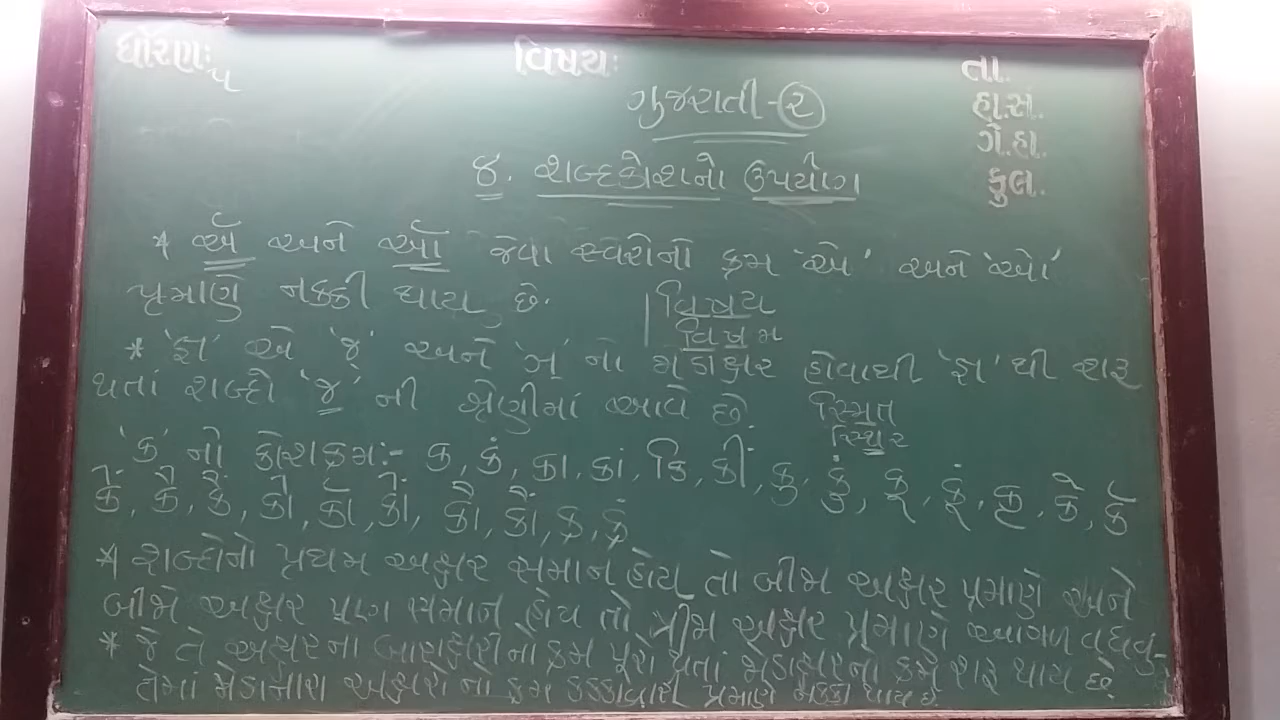 ધોરણ: ૫ વિષય: તા.
ગુજરાતી-૨ હા.સં.
ગે.હા.
૪. શબ્દકોશનો ઉપયોગ કુલ.
* ઍ અને ઑ જેવા સ્વરોનો ક્રમ 'એ' અને 'ઓ'
પ્રમાણે નક્કી થાય છે. વિષય
વિષમ
* 'જ્ઞ' એ 'જ્' અને 'ઞ' નો જોડાક્ષર હોવાથી 'જ્ઞ' થી શરૂ
થતાં શબ્દો 'જ્' ની શ્રેણીમાં આવે છે. સ્મિત
સ્થિર
'ક' નો કોશક્રમ:- ક, કં, કા, કાં, કિ, કી, કુ, કું, કૂ, કૂં, કૃ, કે, કૅ
કેં, કૈ, કૈં, કો, કૉ, કોં, કૌ, કૌં, ક્ર, ક્રં
* શબ્દોનો પ્રથમ અક્ષર સમાન હોય તો બીજા અક્ષર પ્રમાણે અને
બીજો અક્ષર પણ સમાન હોય તો ત્રીજા અક્ષર પ્રમાણે આગળ વધવું.
* જે તે અક્ષરના બારાક્ષરીનો ક્રમ પૂરો થતાં જોડાક્ષરનો ક્રમ શરૂ થાય છે.
તેમાં જોડાનારા અક્ષરોનો ક્રમ કક્કાવારી પ્રમાણે નક્કી થાય છે.